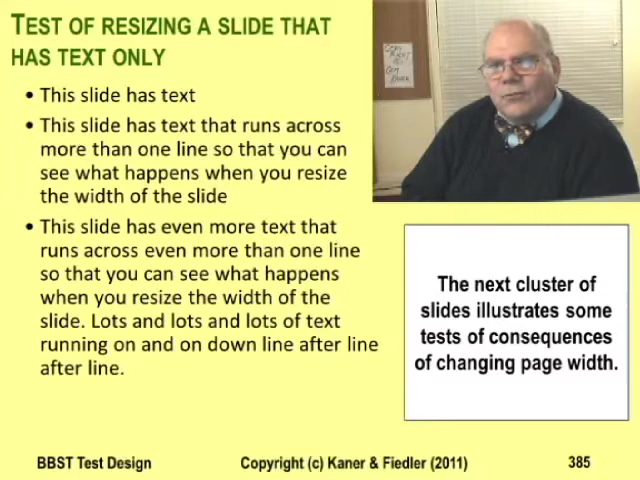 TEST OF RESIZING A SLIDE THAT
HAS TEXT ONLY
• This slide has text
• This slide has text that runs across
more than one line so that you can
see what happens when you resize
the width of the slide
• This slide has even more text that
runs across even more than one line
so that you can see what happens
when you resize the width of the
slide. Lots and lots and lots of text
running on and on down line after line
after line.
The next cluster of
slides illustrates some
tests of consequences
of changing page width.
BBST Test Design
Copyright (c) Kaner & Fiedler (2011)
385